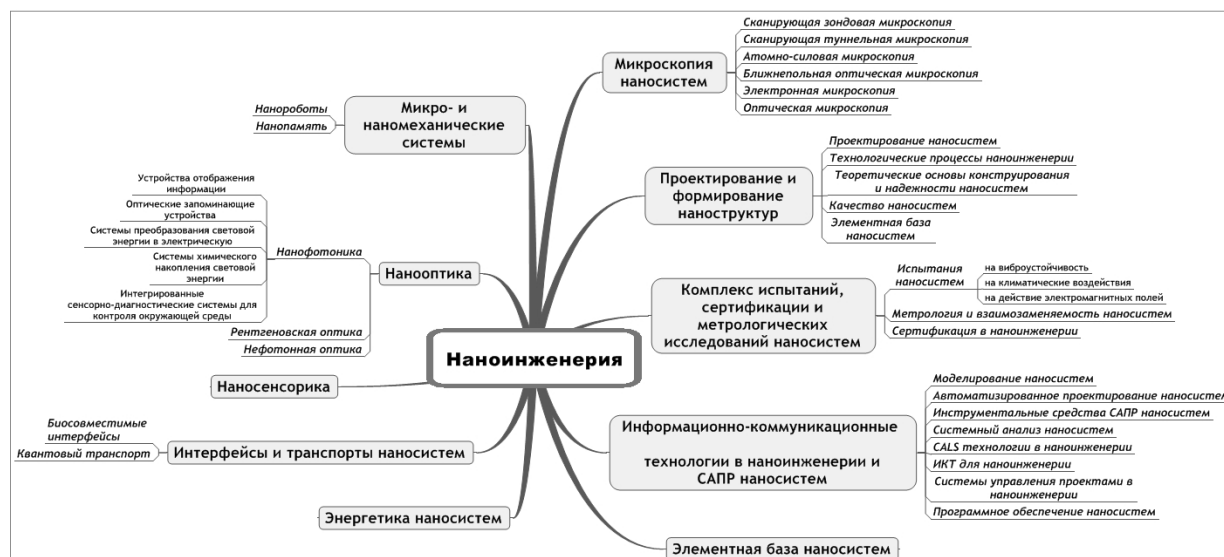 Наноинженерия
Микроскопия
наносистем
Сканирующая зондовая микроскопия
Сканирующая туннельная микроскопия
Атомно-силовая микроскопия
Ближнепольная оптическая микроскопия
Электронная микроскопия
Оптическая микроскопия
Проектирование и
формирование
наноструктур
Проектирование наносистем
Технологические процессы наноинженерии
Теоретические основы конструирования
и надежности наносистем
Качество наносистем
Элементная база
наносистем
Комплекс испытаний,
сертификации и
метрологических
исследований наносистем
Испытания
наносистем
на виброустойчивость
на климатические воздействия
на действие электромагнитных полей
Метрология и взаимозаменяемость наносистем
Сертификация в наноинженерии
Информационно-коммуникационные
технологии в наноинженерии и
САПР наносистем
Моделирование наносистем
Автоматизированное проектирование наносистем
Инструментальные средства САПР наносистем
Системный анализ наносистем
CALS технологии в наноинженерии
ИКТ для наноинженерии
Системы управления проектами в
наноинженерии
Программное обеспечение наносистем
Элементная база наносистем
Микро- и
наномеханические
системы
Нанороботы
Нанопамять
Нанооптика
Нанофотоника
Устройства отображения
информации
Оптические запоминающие
устройства
Системы преобразования световой
энергии в электрическую
Системы химического
накопления световой
энергии
Интегрированные
сенсорно-диагностические системы для
контроля окружающей среды
Рентгеновская оптика
Нефотонная оптика
Наносенсорика
Интерфейсы и транспорты наносистем
Биосовместимые
интерфейсы
Квантовый транспорт
Энергетика наносистем